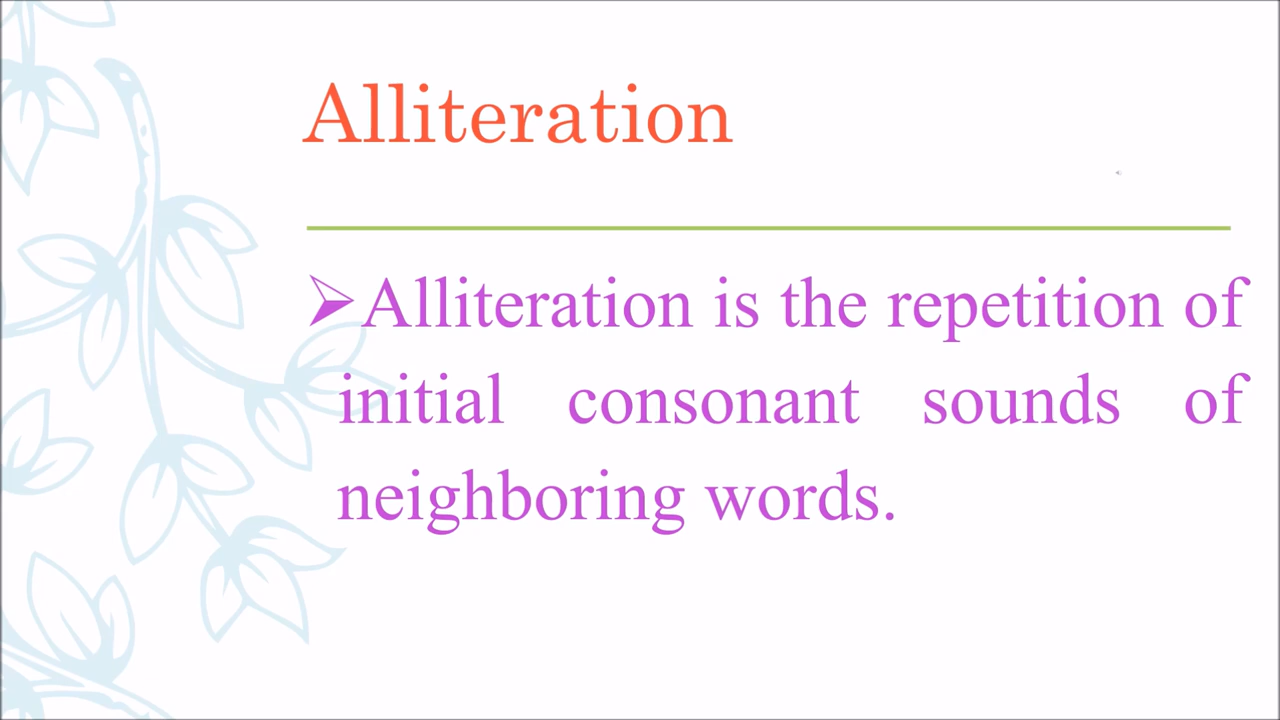 Alliteration
➢Alliteration is the repetition of
initial consonant sounds of
neighboring words.